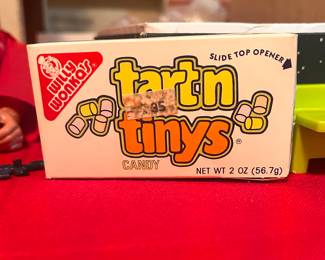 SLIDE TOP OPENER
WILLY
WONKA'S
tart n
tinys®
CANDY
NET WT 2 OZ (56.7g)